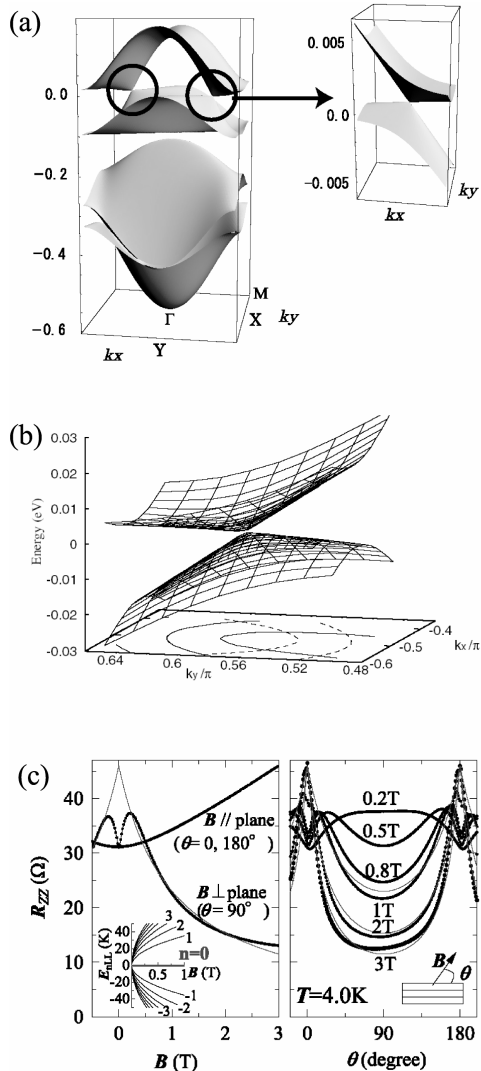 (a)
0.0
-0.2
-0.4
-0.6
Γ
M
X
Y
kx
ky
0.005
0.0
-0.005
kx
ky
(b)
Energy (eV)
0.03
0.02
0.01
0
-0.01
-0.02
-0.03
0.64
0.6
0.56
0.52
0.48
ky/π
-0.4
-0.5
-0.6
kx/π
(c)
RZZ (Ω)
40
30
20
10
0
B // plane
(θ= 0, 180°)
B⊥plane
(θ= 90°)
EnLL (K)
40
20
0
-20
-40
3
2
1
n=0
0
0.5
1
B (T)
-1
-2
-3
0
1
2
3
B (T)
0.2T
0.5T
0.8T
1T
2T
3T
B
θ
T=4.0K
0
90
180
θ (degree)